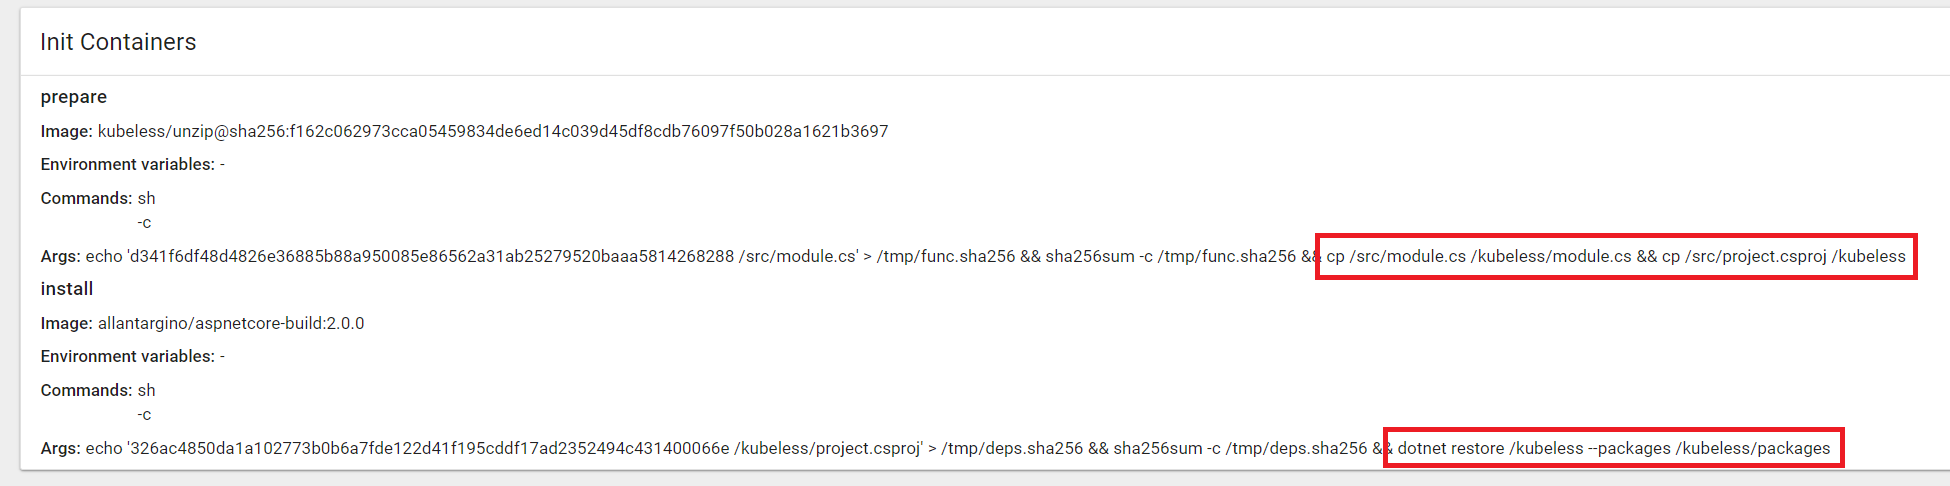 Init Containers
prepare
Image: kubeless/unzip@sha256:f162c062973cca05459834de6ed14c039d45df8cdb76097f50b028a1621b3697
Environment variables: -
Commands: sh
-c
Args: echo 'd341f6df48d4826e36885b88a950085e86562a31ab25279520baaa5814268288 /src/module.cs' > /tmp/func.sha256 && sha256sum -c /tmp/func.sha256 && cp /src/module.cs /kubeless/module.cs && cp /src/project.csproj /kubeless
install
Image: allantargino/aspnetcore-build:2.0.0
Environment variables: -
Commands: sh
-c
Args: echo '326ac4850da1a102773b0b6a7fde122d41f195cddf17ad2352494c431400066e /kubeless/project.csproj' > /tmp/deps.sha256 && sha256sum -c /tmp/deps.sha256 && dotnet restore /kubeless --packages /kubeless/packages